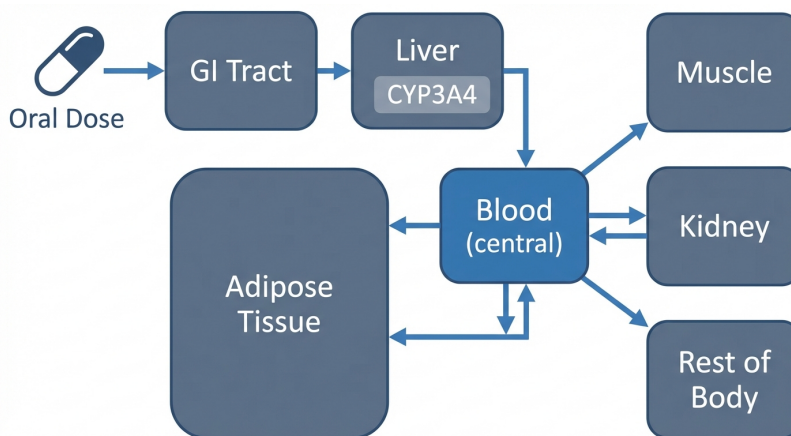 Oral Dose
GI Tract
Liver
CYP3A4
Muscle
Blood
(central)
Kidney
Adipose
Tissue
Rest of
Body